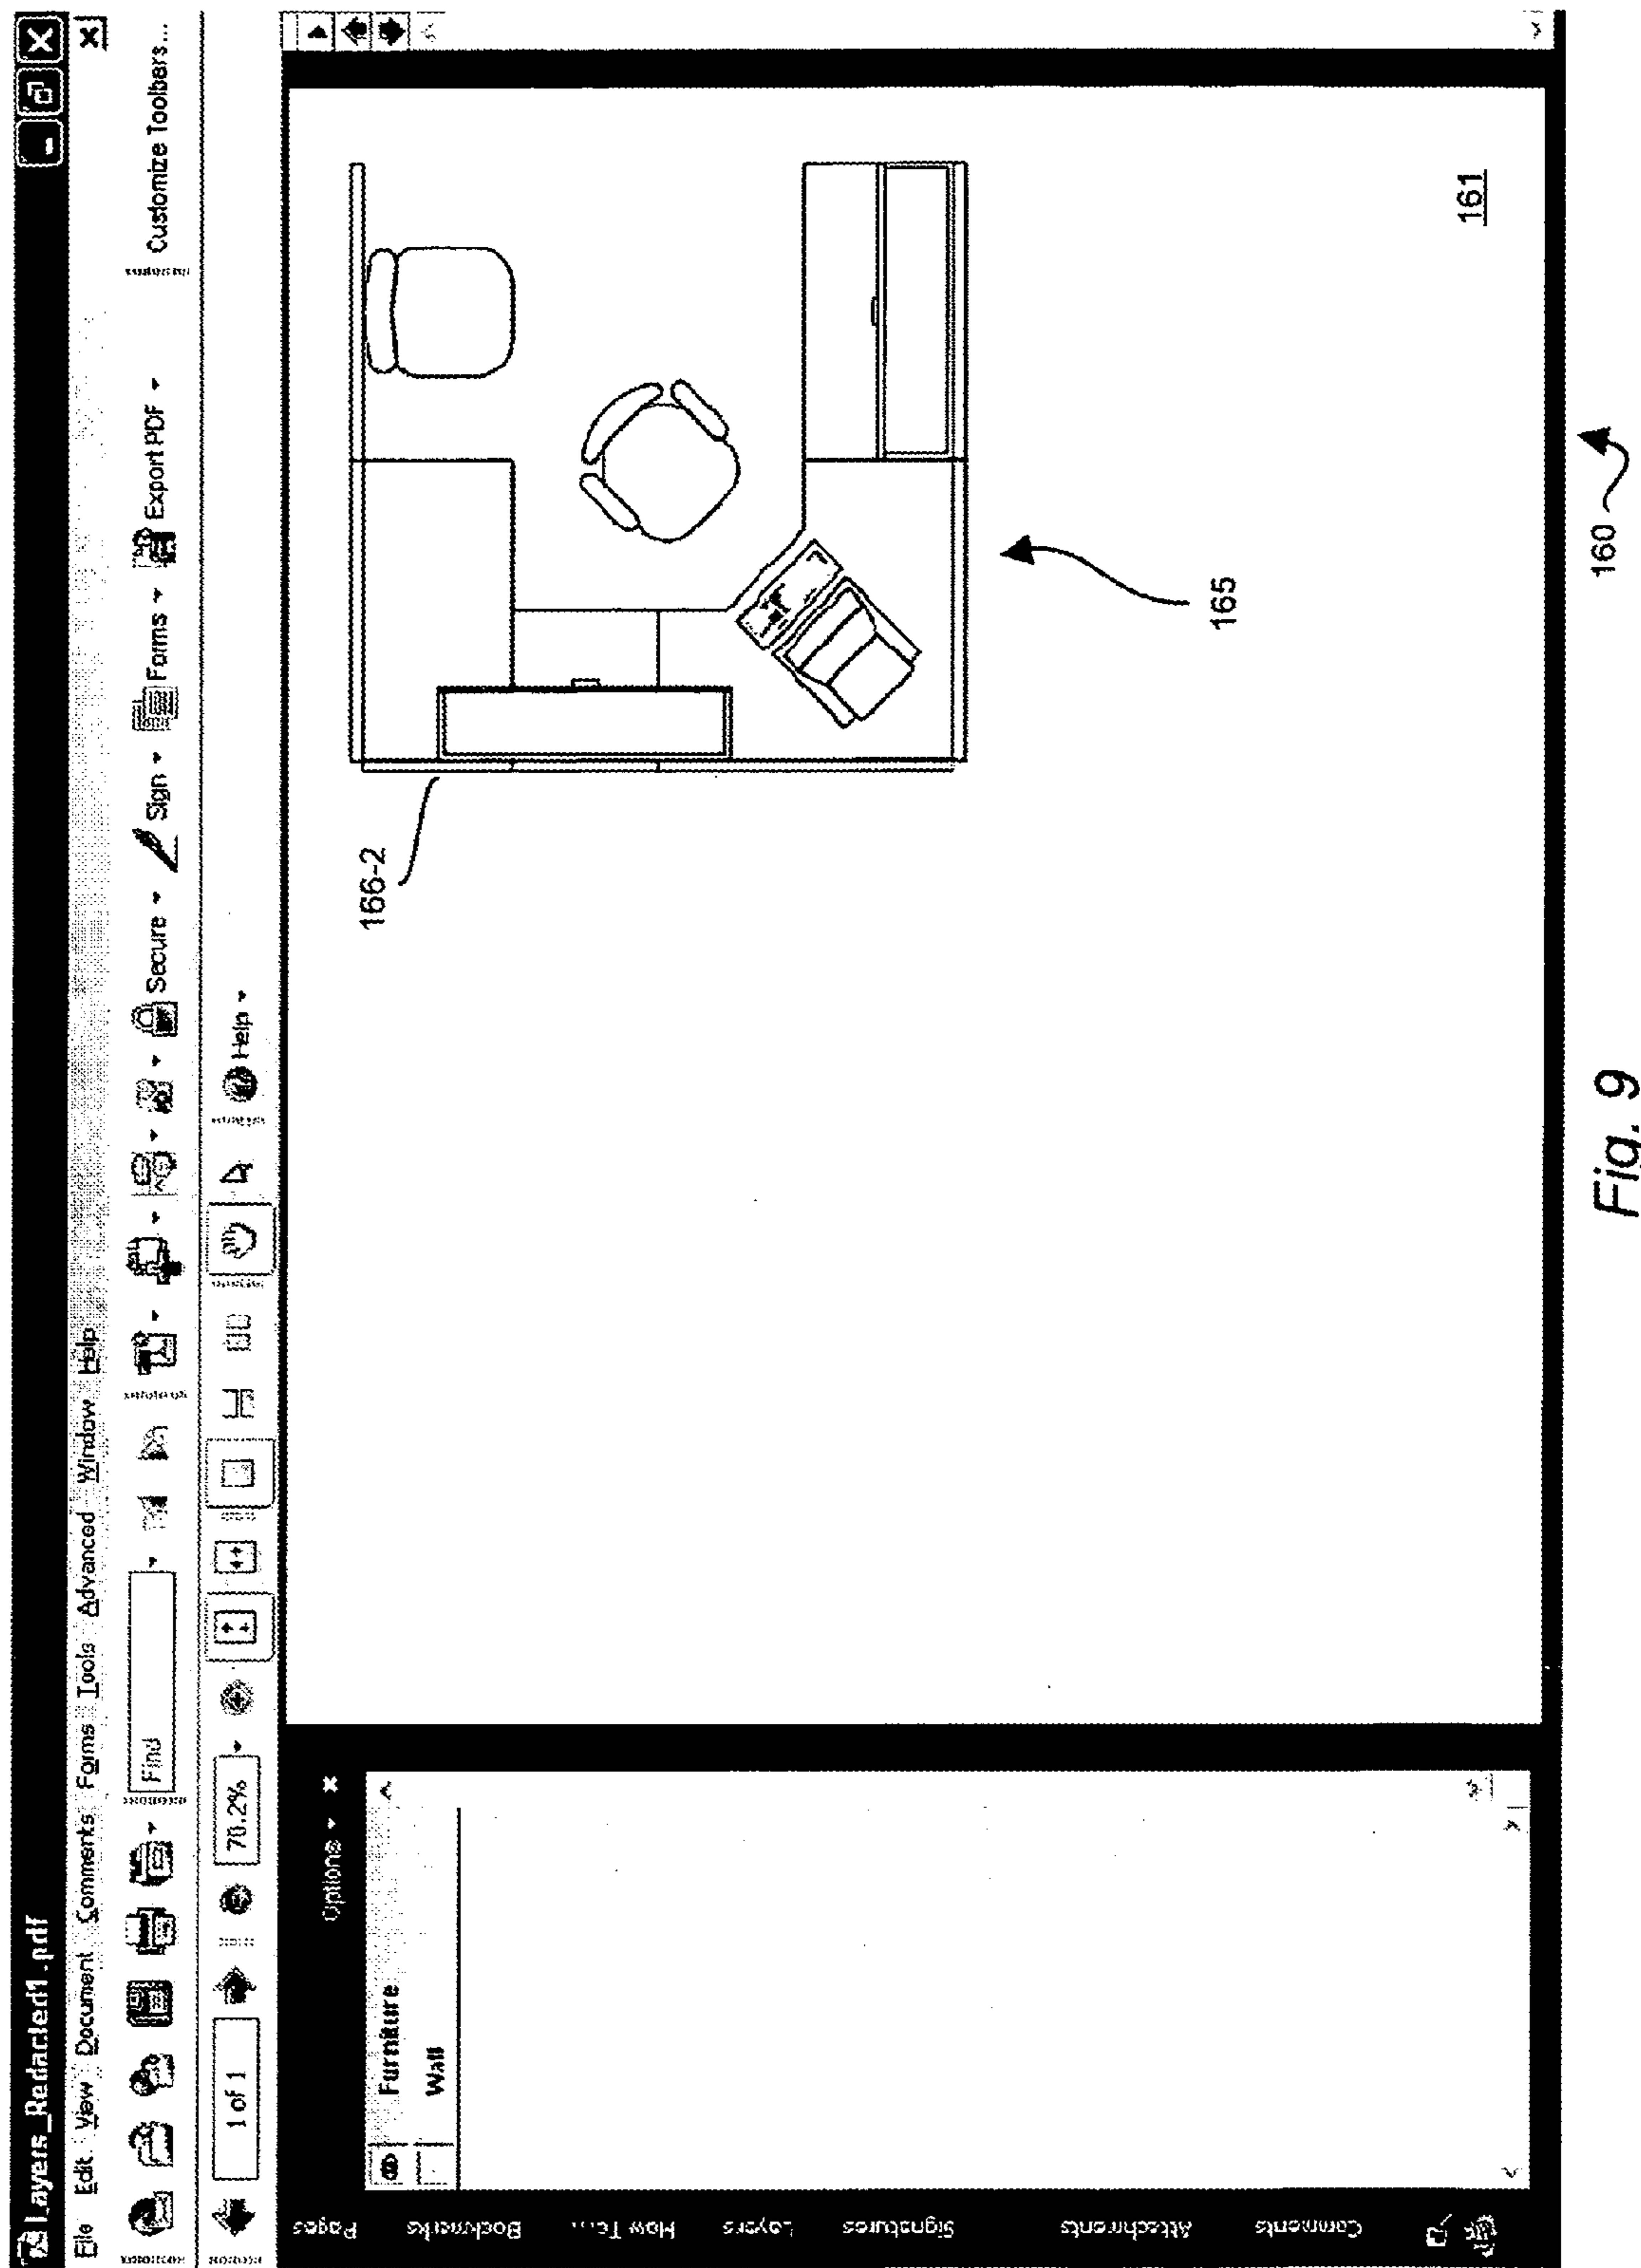 Layers_Redacted1.pdf
File Edit View Document Comments Forms Tools Advanced Window Help
Find
Secure
Sign
Forms
Export PDF
Customize Toolbars...
1 of 1
70.2%
Help
Options
Furniture
Wall
Pages
Bookmarks
How To...
Layers
Signatures
Attachments
Comments
166-2
165
161
160
Fig. 9